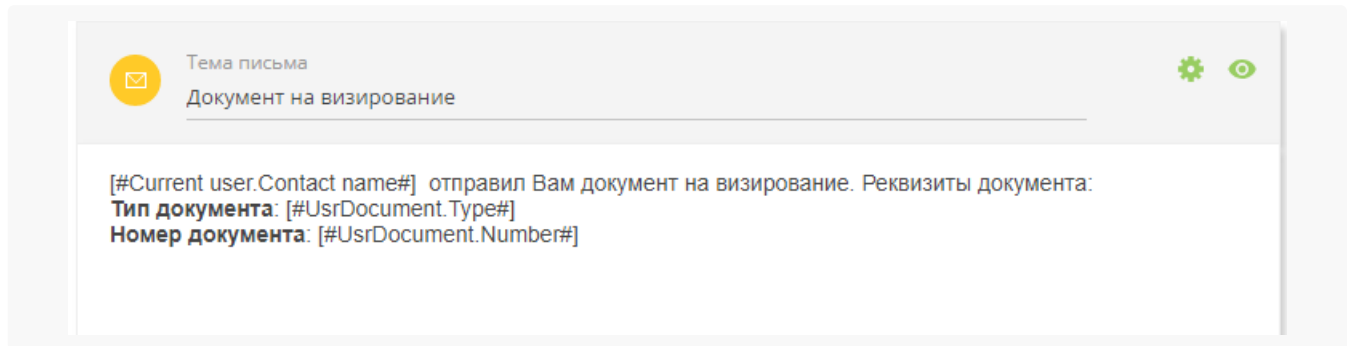 Тема письма
Документ на визирование
[#Current user.Contact name#]  отправил Вам документ на визирование. Реквизиты документа:
Тип документа: [#UsrDocument.Type#]
Номер документа: [#UsrDocument.Number#]